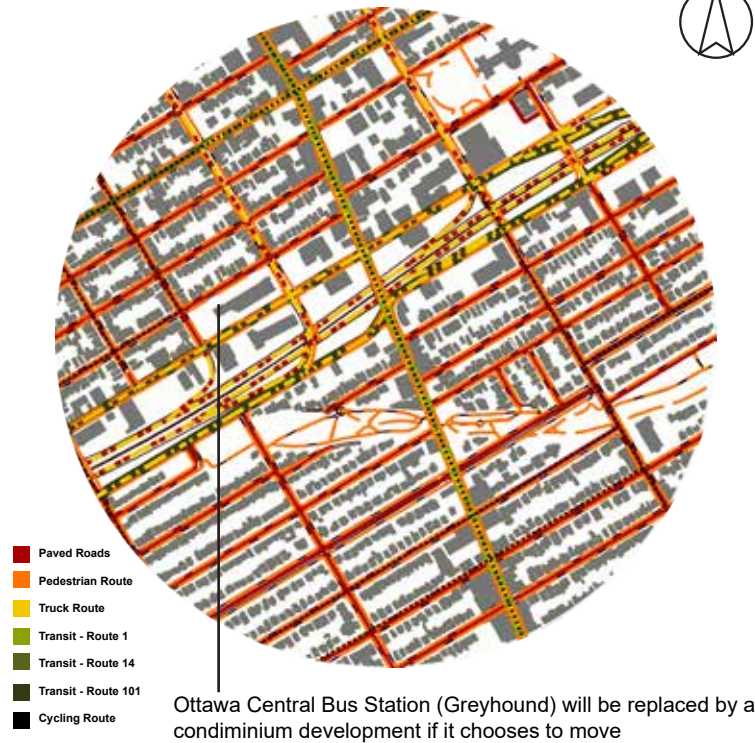 Paved Roads
Pedestrian Route
Truck Route
Transit - Route 1
Transit - Route 14
Transit - Route 101
Cycling Route
Ottawa Central Bus Station (Greyhound) will be replaced by a
condiminium development if it chooses to move